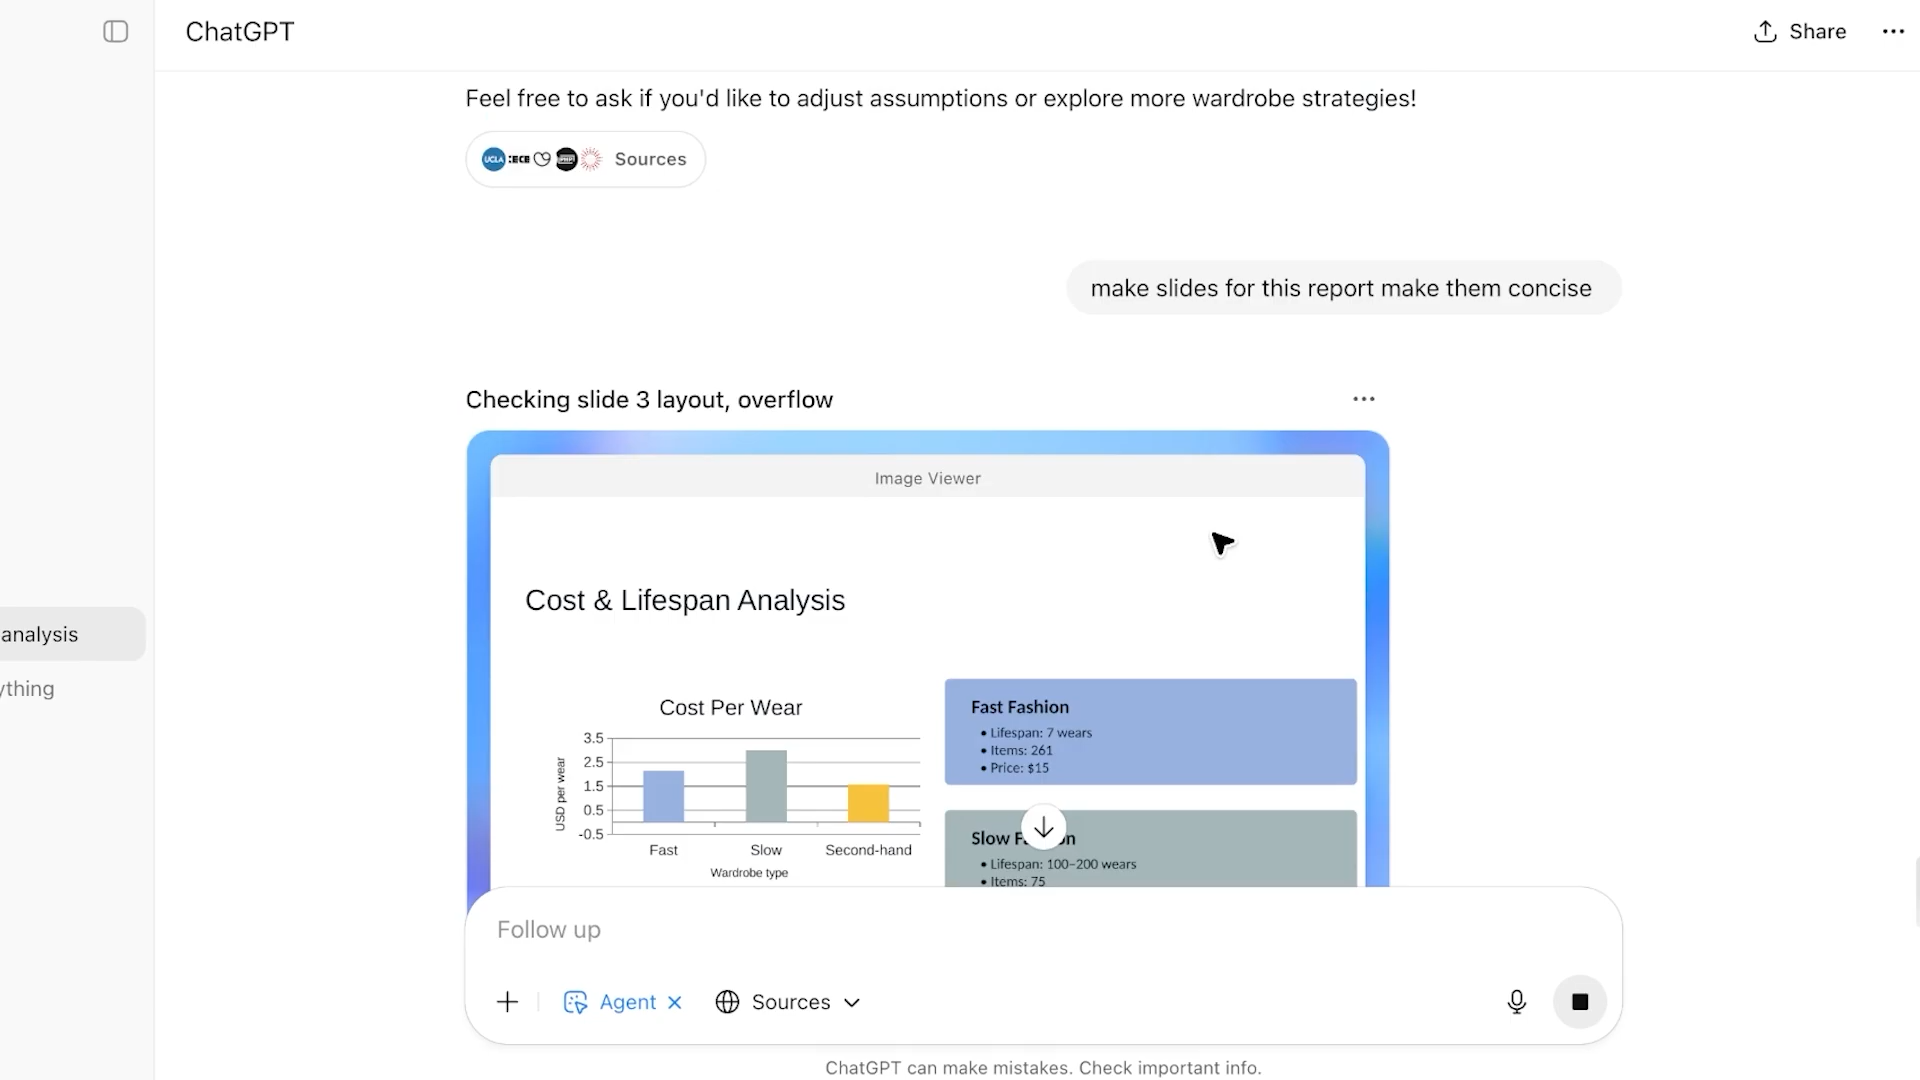 ChatGPT
Share
Feel free to ask if you'd like to adjust assumptions or explore more wardrobe strategies!
UCLA :ECE Sources
make slides for this report make them concise
Checking slide 3 layout, overflow
Image Viewer
Cost & Lifespan Analysis
analysis
ything
Cost Per Wear
3.5
2.5
1.5
0.5
-0.5
USD per wear
Fast Slow Second-hand
Wardrobe type
Fast Fashion
• Lifespan: 7 wears
• Items: 261
• Price: $15
Slow
• Lifespan: 100–200 wears
• Items: 75
Follow up
Agent Sources
ChatGPT can make mistakes. Check important info.